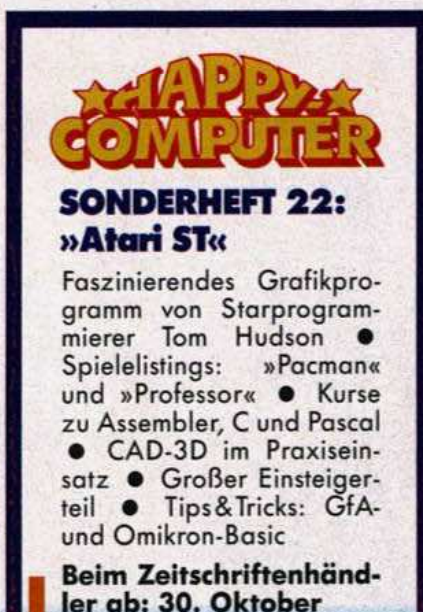 HAPPY-
COMPUTER
SONDERHEFT 22:
»Atari ST«
Faszinierendes Grafikpro-
gramm von Starprogram-
mierer Tom Hudson ●
Spielelistings: »Pacman«
und »Professor« ● Kurse
zu Assembler, C und Pascal
● CAD-3D im Praxisein-
satz ● Großer Einsteiger-
teil ● Tips&Tricks: GfA-
und Omikron-Basic
Beim Zeitschriftenhänd-
ler ab: 30. Oktober